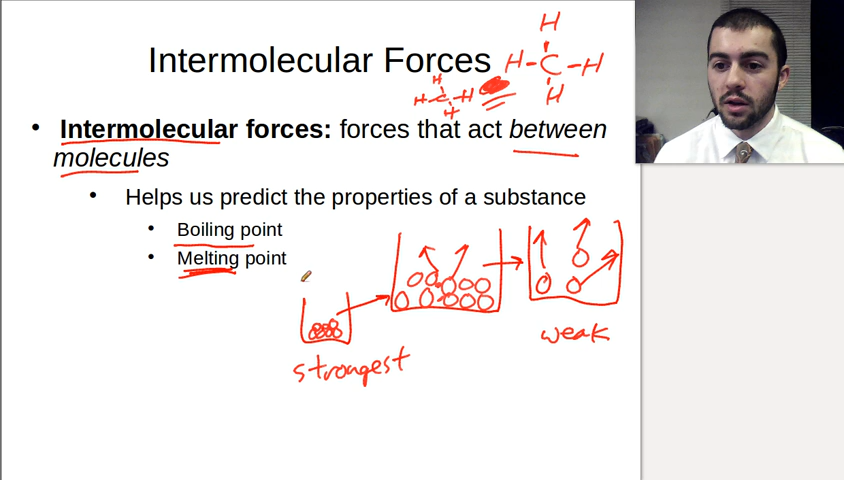 Intermolecular Forces
H
H-C-H
H
H
H-C-H
H
• Intermolecular forces: forces that act between
molecules
• Helps us predict the properties of a substance
• Boiling point
• Melting point
strongest
weak